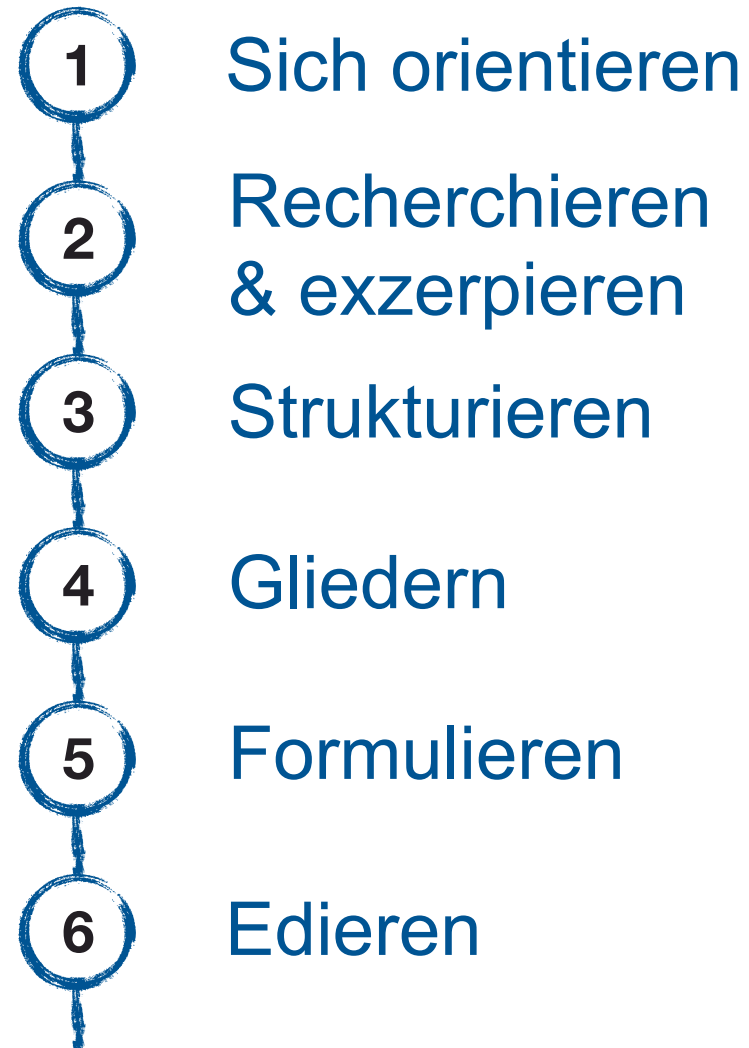 1 Sich orientieren
2 Recherchieren
& exzerpieren
3 Strukturieren
4 Gliedern
5 Formulieren
6 Edieren